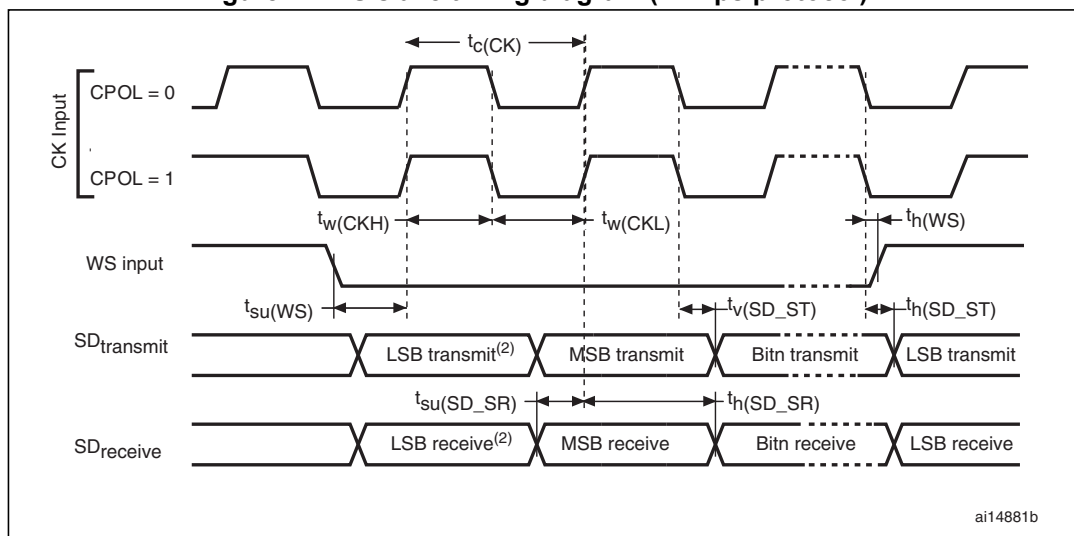 tc(CK)
CK Input
CPOL = 0
CPOL = 1
tw(CKH)
tw(CKL)
th(WS)
WS input
tsu(WS)
tv(SD_ST)
th(SD_ST)
SDtransmit
LSB transmit(2)
MSB transmit
Bitn transmit
LSB transmit
tsu(SD_SR)
th(SD_SR)
SDreceive
LSB receive(2)
MSB receive
Bitn receive
LSB receive
ai14881b